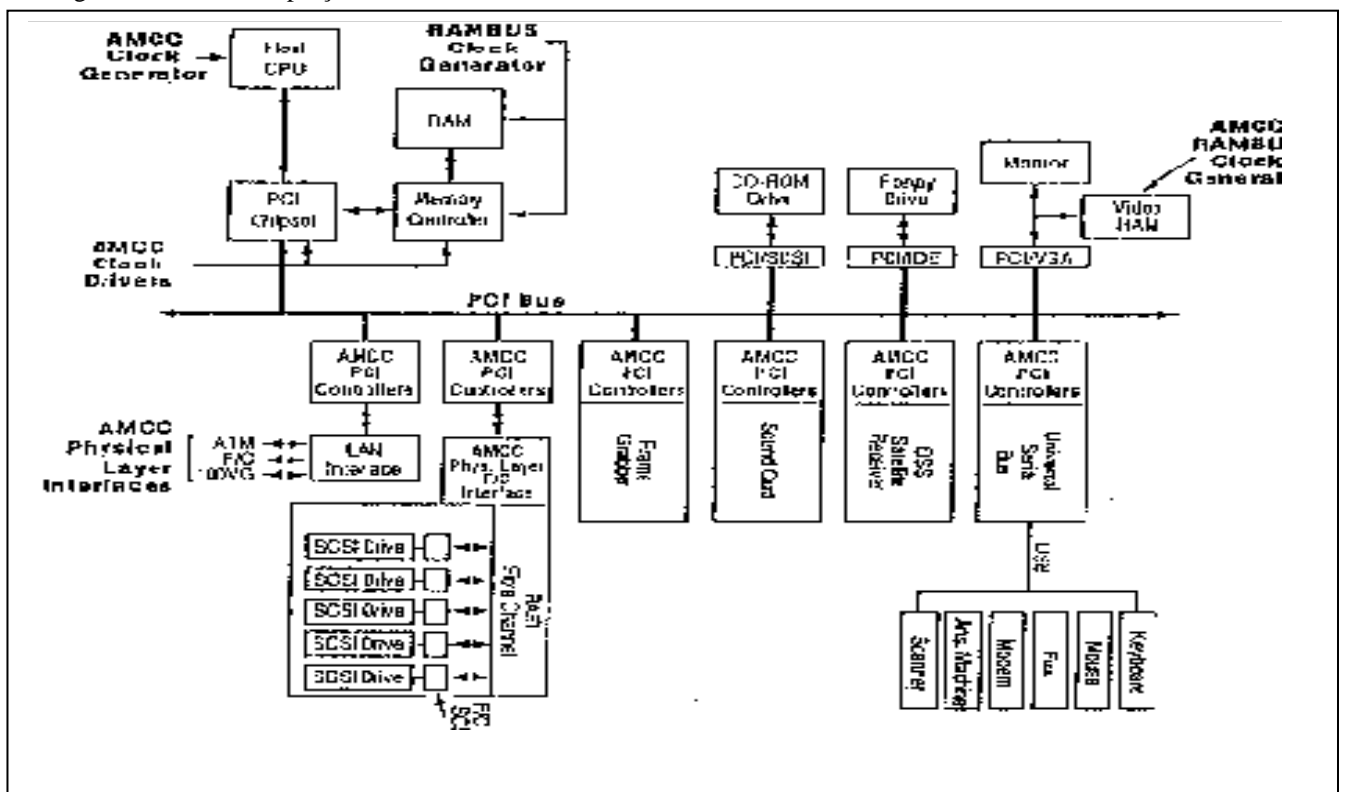 AMCC
Clock
Generator
Host
CPU
RAMBUS
Clock
Generator
RAM
PCI
Chipset
Memory
Controller
AMCC
Clock
Drivers
CD-ROM
Drive
Floppy
Drive
Monitor
AMCC
RAMBU
Clock
Generat
Video
RAM
PCI/SCSI
PCI/IDE
PCI/VGA
PCI Bus
AMCC
PCI
Controllers
AMCC
PCI
Controllers
AMCC
PCI
Controllers
AMCC
PCI
Controllers
AMCC
PCI
Controllers
AMCC
PCI
Controllers
AMCC
Physical
Layer
Interfaces
ATM
F/C
LAN
Interface
AMCC
Phys. Layer
F/C
Interface
Frame
Grabber
Sound Card
DSS
Satellite
Receiver
Universal
Serial
Bus
SCSI Drive
SCSI Drive
SCSI Drive
SCSI Drive
SCSI Drive
Channel
USB
Scanner
Ans. Machines
Modem
Fax
Mouse
Keyboard